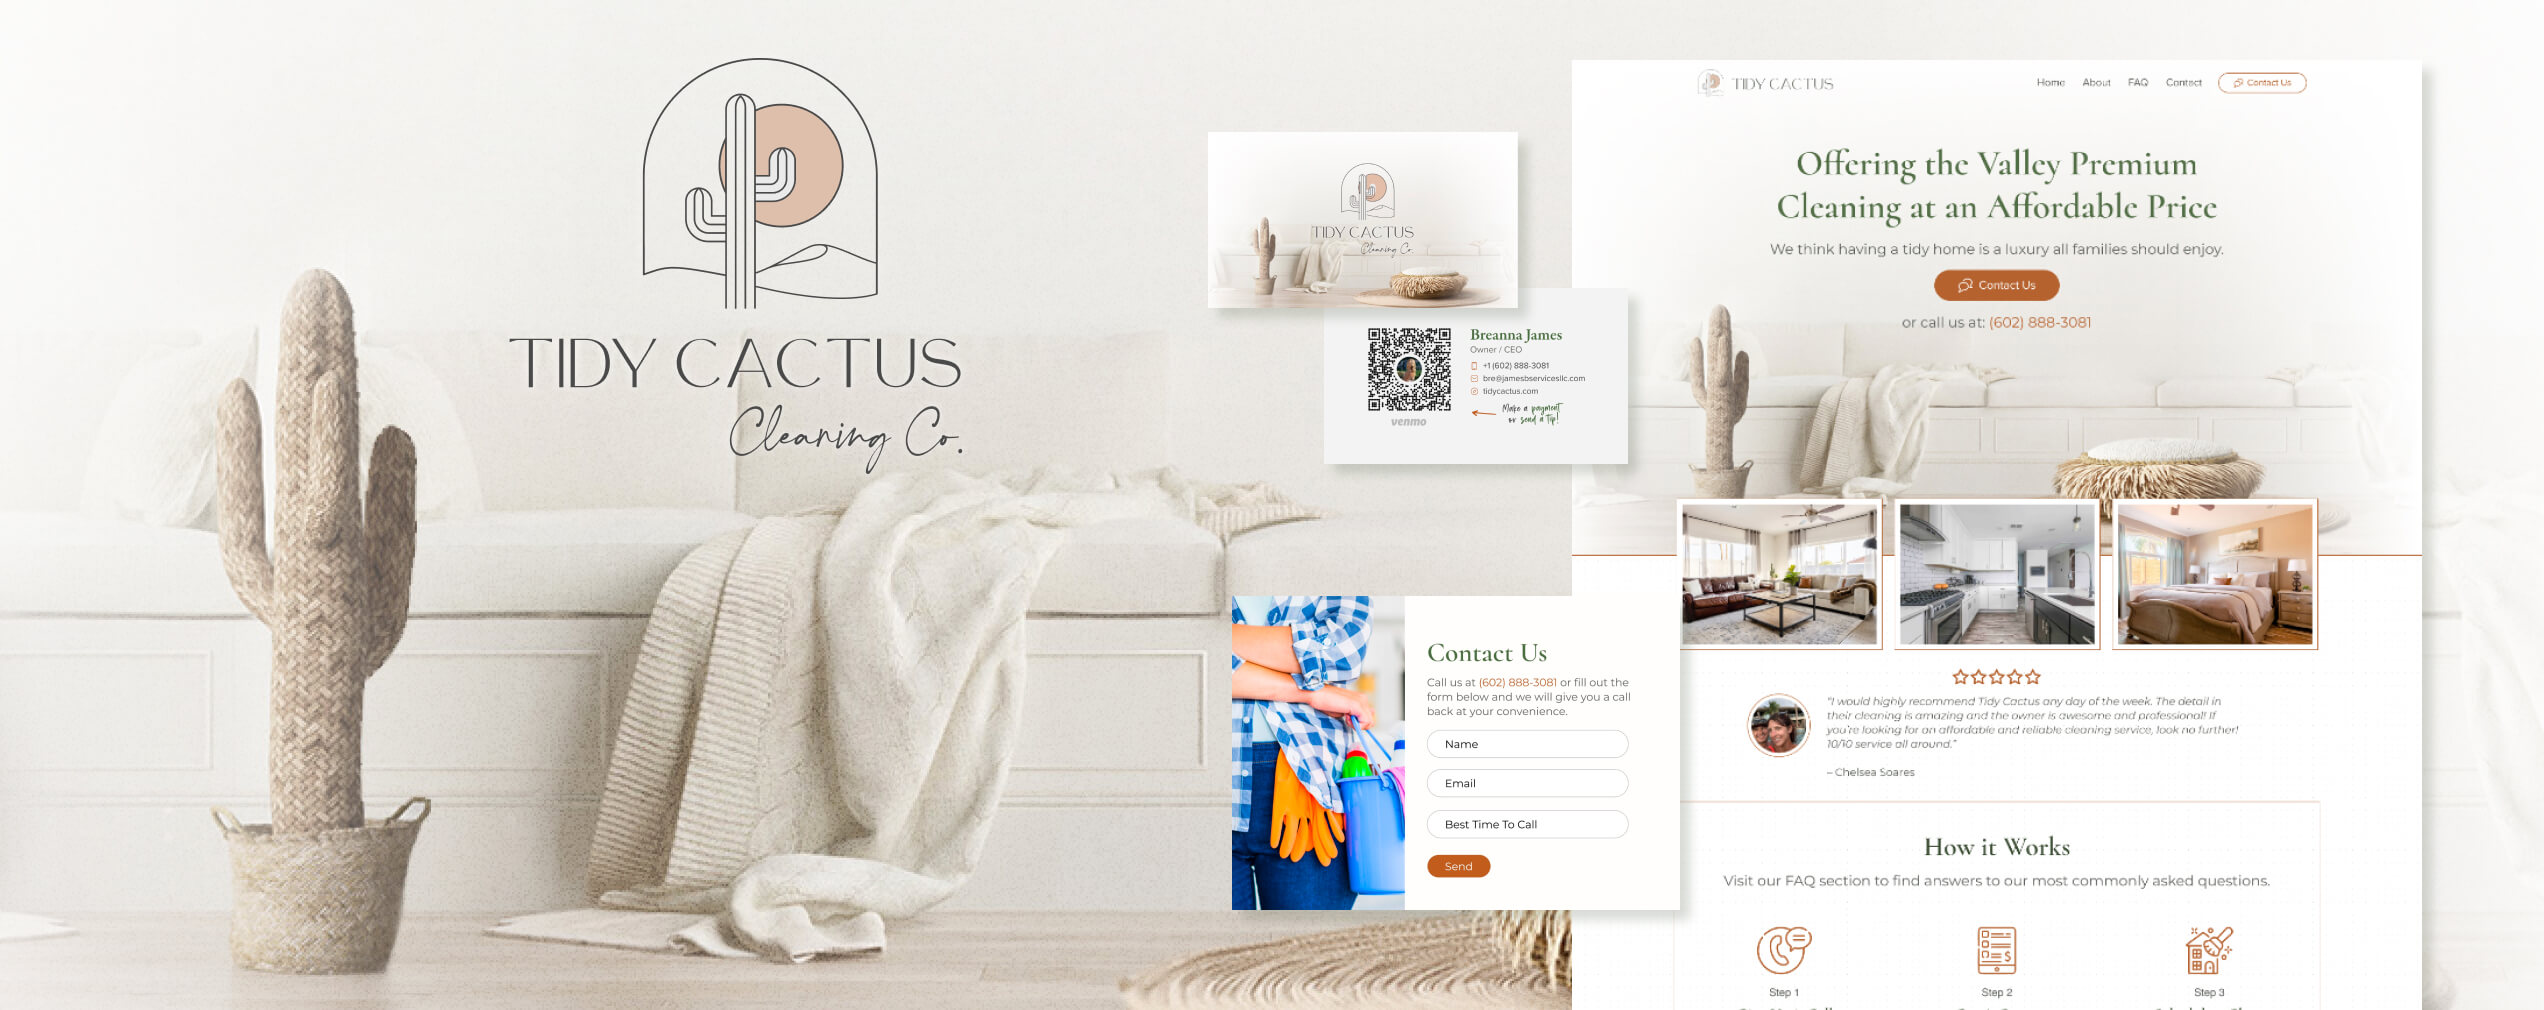 TIDY CACTUS
Cleaning Co.
TIDY CACTUS
Cleaning Co.
Breanna James
Owner / CEO
+1 (602) 888-3081
bre@jamesbservicesllc.com
tidycactus.com
Make a payment
or send a tip!
venmo
TIDY CACTUS
Home About FAQ Contact Contact Us
Offering the Valley Premium
Cleaning at an Affordable Price
We think having a tidy home is a luxury all families should enjoy.
Contact Us
or call us at: (602) 888-3081
"I would highly recommend Tidy Cactus any day of the week. The detail in
their cleaning is amazing and the owner is awesome and professional! If
you're looking for an affordable and reliable cleaning service, look no further!
10/10 service all around."
– Chelsea Soares
How it Works
Visit our FAQ section to find answers to our most commonly asked questions.
Step 1
Step 2
Step 3
Contact Us
Call us at (602) 888-3081 or fill out the
form below and we will give you a call
back at your convenience.
Name
Email
Best Time To Call
Send